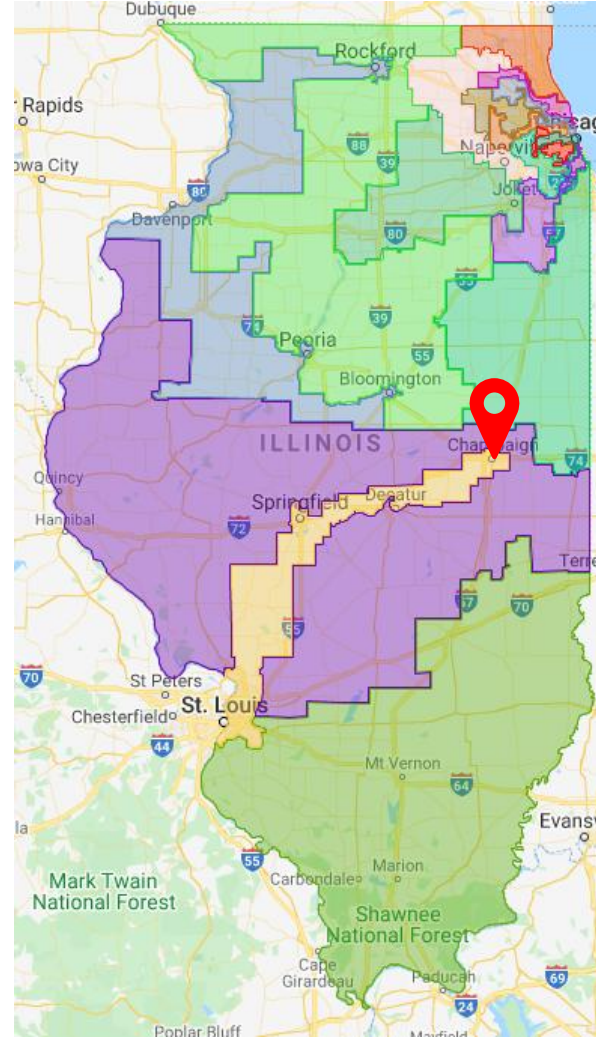 Dubuque
Rockford
Rapids
88
39
Naperville
owa City
80
Joliet
Davenport
80
57
55
74
39
Peoria
55
Bloomington
ILLINOIS
Champaign
74
Quincy
Decatur
Springfield
Hannibal
72
Terre
57
70
55
70
St Peters
St. Louis
Chesterfield
44
Mt Vernon
64
Evansv
55
Marion
Carbondale
Mark Twain
National Forest
Shawnee
National Forest
Cape
Girardeau
Paducah
69
24
Poplar Bluff
Mayfield